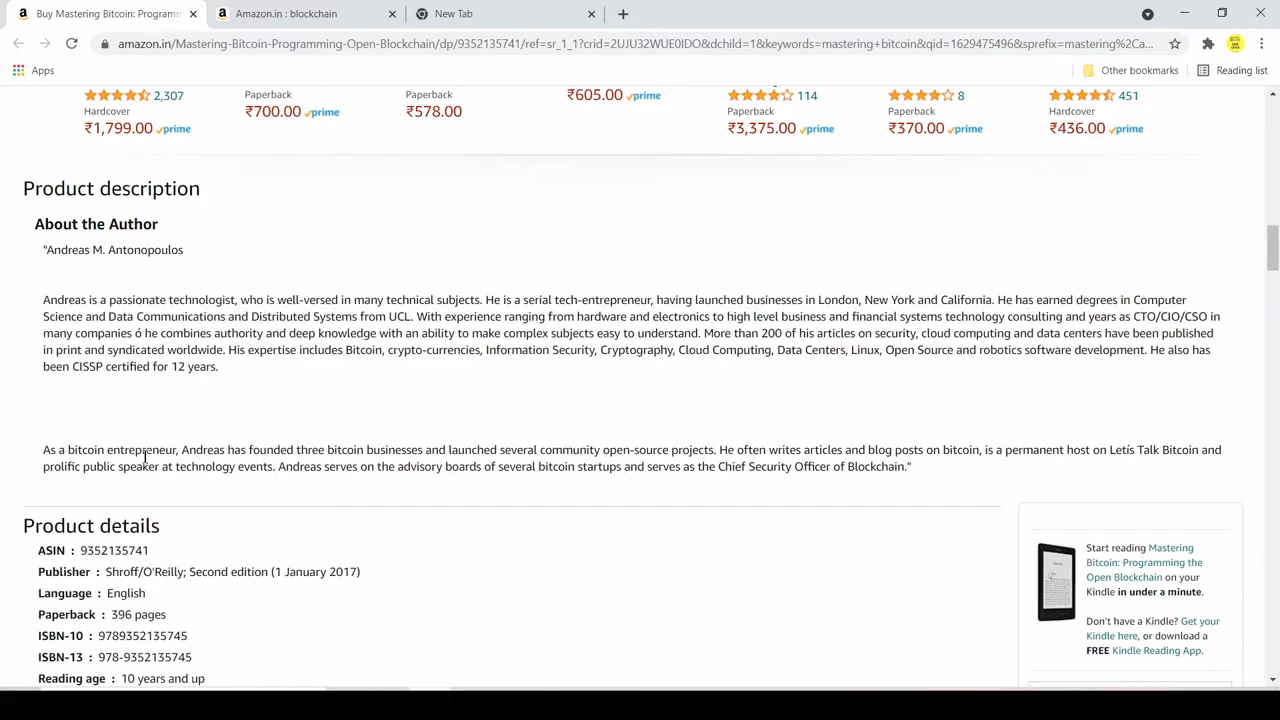 Buy Mastering Bitcoin: Programm
Amazon.in : blockchain
New Tab
amazon.in/Mastering-Bitcoin-Programming-Open-Blockchain/dp/9352135741/ref=sr_1_1?crid=2UJU32WUE0IDO&dchild=1&keywords=mastering+bitcoin&qid=1629475496&sprefix=mastering%2Ca...
Apps
Other bookmarks
Reading list
2,307
Hardcover
₹1,799.00 prime
Paperback
₹700.00 prime
Paperback
₹578.00
₹605.00 prime
114
Paperback
₹3,375.00 prime
8
Paperback
₹370.00 prime
451
Hardcover
₹436.00 prime
Product description
About the Author
"Andreas M. Antonopoulos
Andreas is a passionate technologist, who is well-versed in many technical subjects. He is a serial tech-entrepreneur, having launched businesses in London, New York and California. He has earned degrees in Computer
Science and Data Communications and Distributed Systems from UCL. With experience ranging from hardware and electronics to high level business and financial systems technology consulting and years as CTO/CIO/CSO in
many companies ó he combines authority and deep knowledge with an ability to make complex subjects easy to understand. More than 200 of his articles on security, cloud computing and data centers have been published
in print and syndicated worldwide. His expertise includes Bitcoin, crypto-currencies, Information Security, Cryptography, Cloud Computing, Data Centers, Linux, Open Source and robotics software development. He also has
been CISSP certified for 12 years.
As a bitcoin entrepreneur, Andreas has founded three bitcoin businesses and launched several community open-source projects. He often writes articles and blog posts on bitcoin, is a permanent host on Letís Talk Bitcoin and
prolific public speaker at technology events. Andreas serves on the advisory boards of several bitcoin startups and serves as the Chief Security Officer of Blockchain."
Product details
ASIN : 9352135741
Publisher : Shroff/O'Reilly; Second edition (1 January 2017)
Language : English
Paperback : 396 pages
ISBN-10 : 9789352135745
ISBN-13 : 978-9352135745
Reading age : 10 years and up
Start reading Mastering
Bitcoin: Programming the
Open Blockchain on your
Kindle in under a minute.
Don't have a Kindle? Get your
Kindle here, or download a
FREE Kindle Reading App.